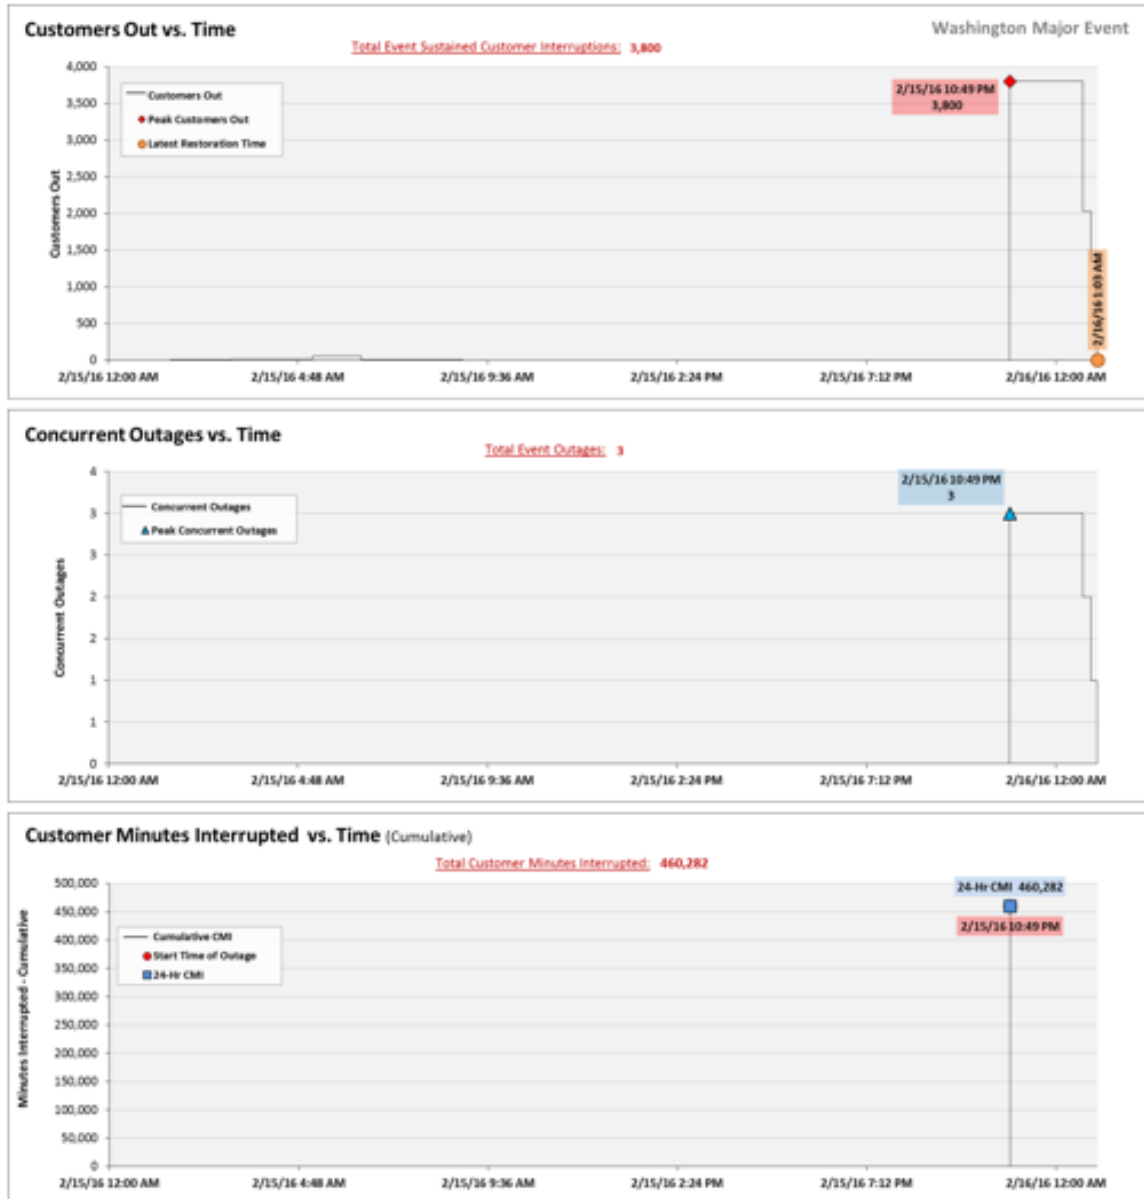 Customers Out vs. Time
Washington Major Event
Total Event Sustained Customer Interruptions: 3,800
4,000
3,500
3,000
2,500
2,000
1,500
1,000
500
0
Customers Out
Customers Out
Peak Customers Out
Latest Restoration Time
2/15/16 10:49 PM
3,800
2/16/16 1:03 AM
2/15/16 12:00 AM
2/15/16 4:48 AM
2/15/16 9:36 AM
2/15/16 2:24 PM
2/15/16 7:12 PM
2/16/16 12:00 AM
Concurrent Outages vs. Time
Total Event Outages: 3
4
3
3
2
2
1
1
0
Concurrent Outages
Concurrent Outages
Peak Concurrent Outages
2/15/16 10:49 PM
3
2/15/16 12:00 AM
2/15/16 4:48 AM
2/15/16 9:36 AM
2/15/16 2:24 PM
2/15/16 7:12 PM
2/16/16 12:00 AM
Customer Minutes Interrupted vs. Time (Cumulative)
Total Customer Minutes Interrupted: 460,282
500,000
450,000
400,000
350,000
300,000
250,000
200,000
150,000
100,000
50,000
0
Minutes Interrupted - Cumulative
Cumulative CMI
Start Time of Outage
24-Hr CMI
24-Hr CMI 460,282
2/15/16 10:49 PM
2/15/16 12:00 AM
2/15/16 4:48 AM
2/15/16 9:36 AM
2/15/16 2:24 PM
2/15/16 7:12 PM
2/16/16 12:00 AM